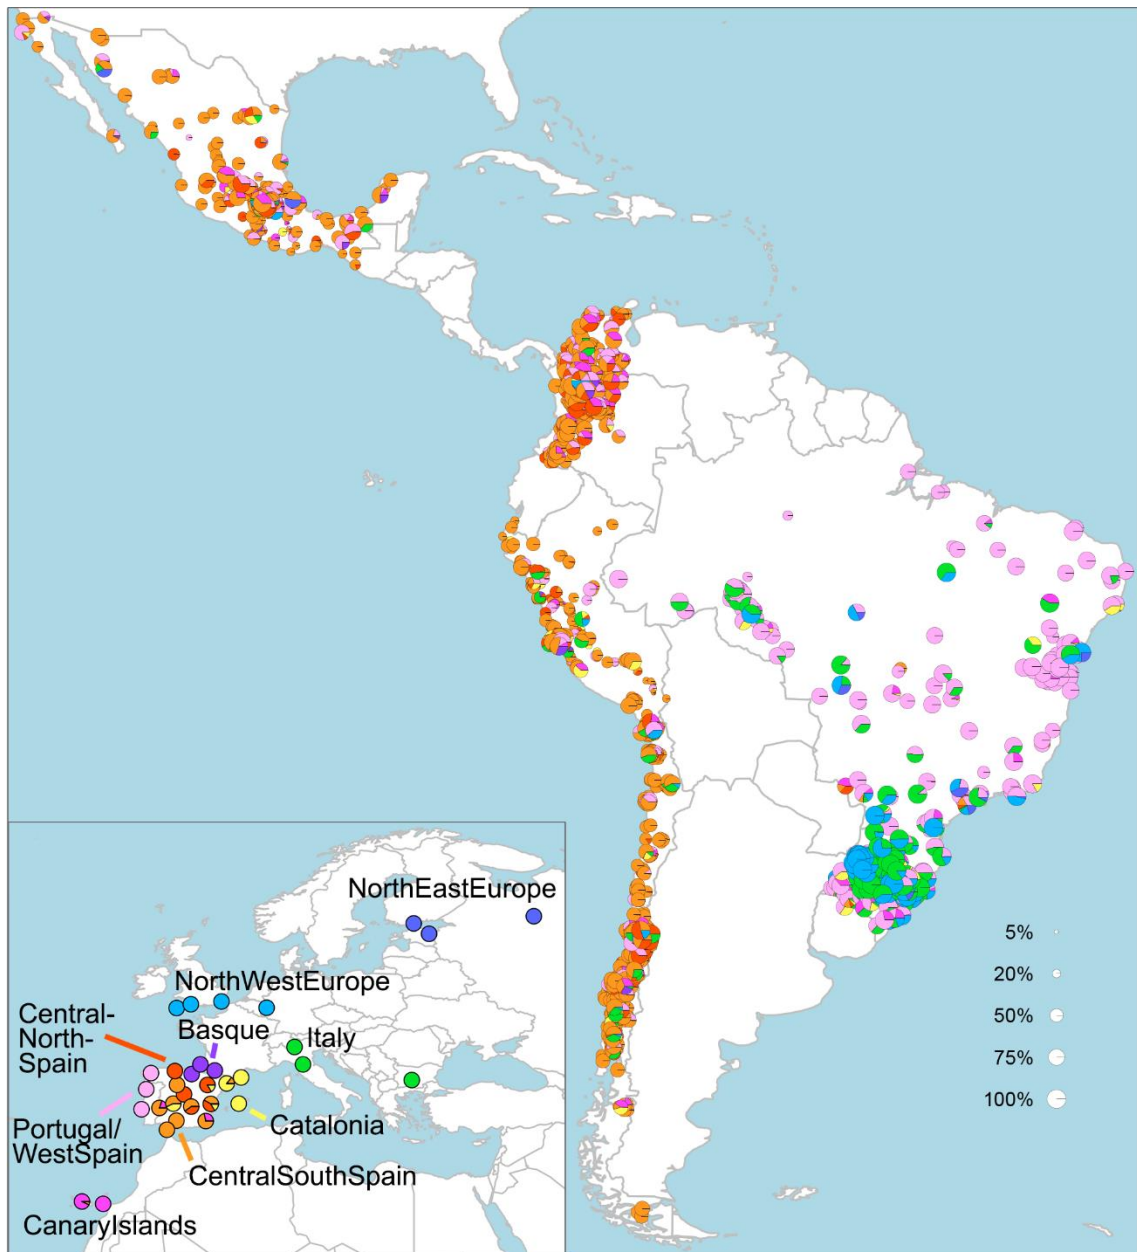 NorthEastEurope
NorthWestEurope
Central-
North-
Spain
Basque
Italy
Portugal/
WestSpain
Catalonia
CentralSouthSpain
CanaryIslands
5%
20%
50%
75%
100%